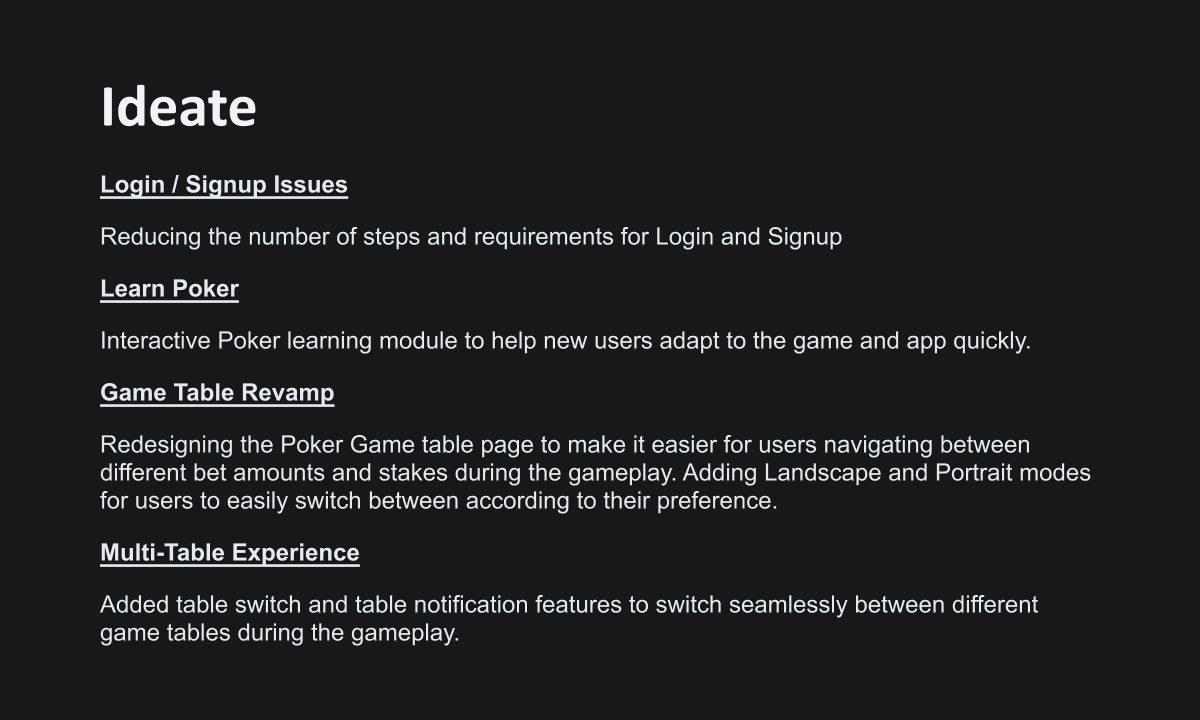 Ideate
Login / Signup Issues
Reducing the number of steps and requirements for Login and Signup
Learn Poker
Interactive Poker learning module to help new users adapt to the game and app quickly.
Game Table Revamp
Redesigning the Poker Game table page to make it easier for users navigating between
different bet amounts and stakes during the gameplay. Adding Landscape and Portrait modes
for users to easily switch between according to their preference.
Multi-Table Experience
Added table switch and table notification features to switch seamlessly between different
game tables during the gameplay.